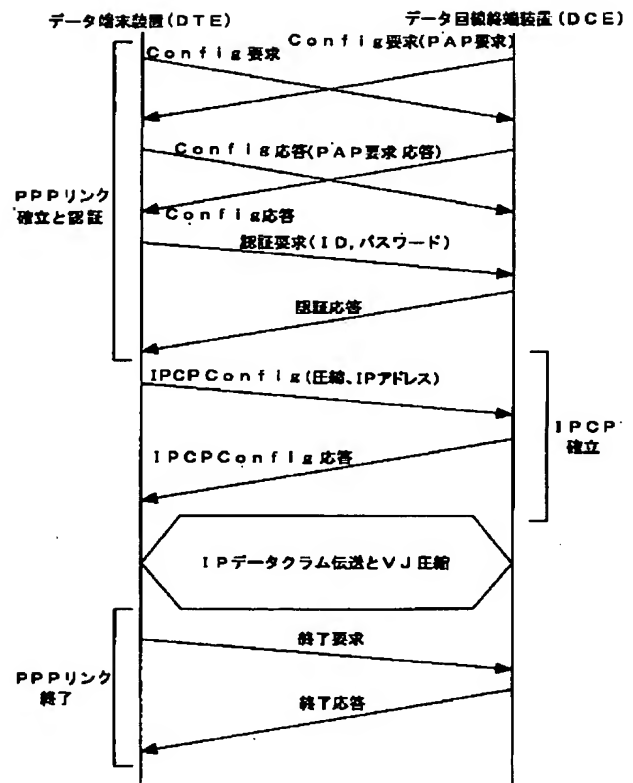 データ端末装置(DTE)
データ回線終端装置(DCE)
Config要求(PAP要求)
Config要求
Config応答(PAP要求応答)
PPPリンク
確立と認証
Config応答
認証要求(ID,パスワード)
認証応答
IPCPConfig(圧縮、IPアドレス)
IPCP
確立
IPCPConfig応答
IPデータクラム伝送とVJ圧縮
終了要求
PPPリンク
終了
終了応答